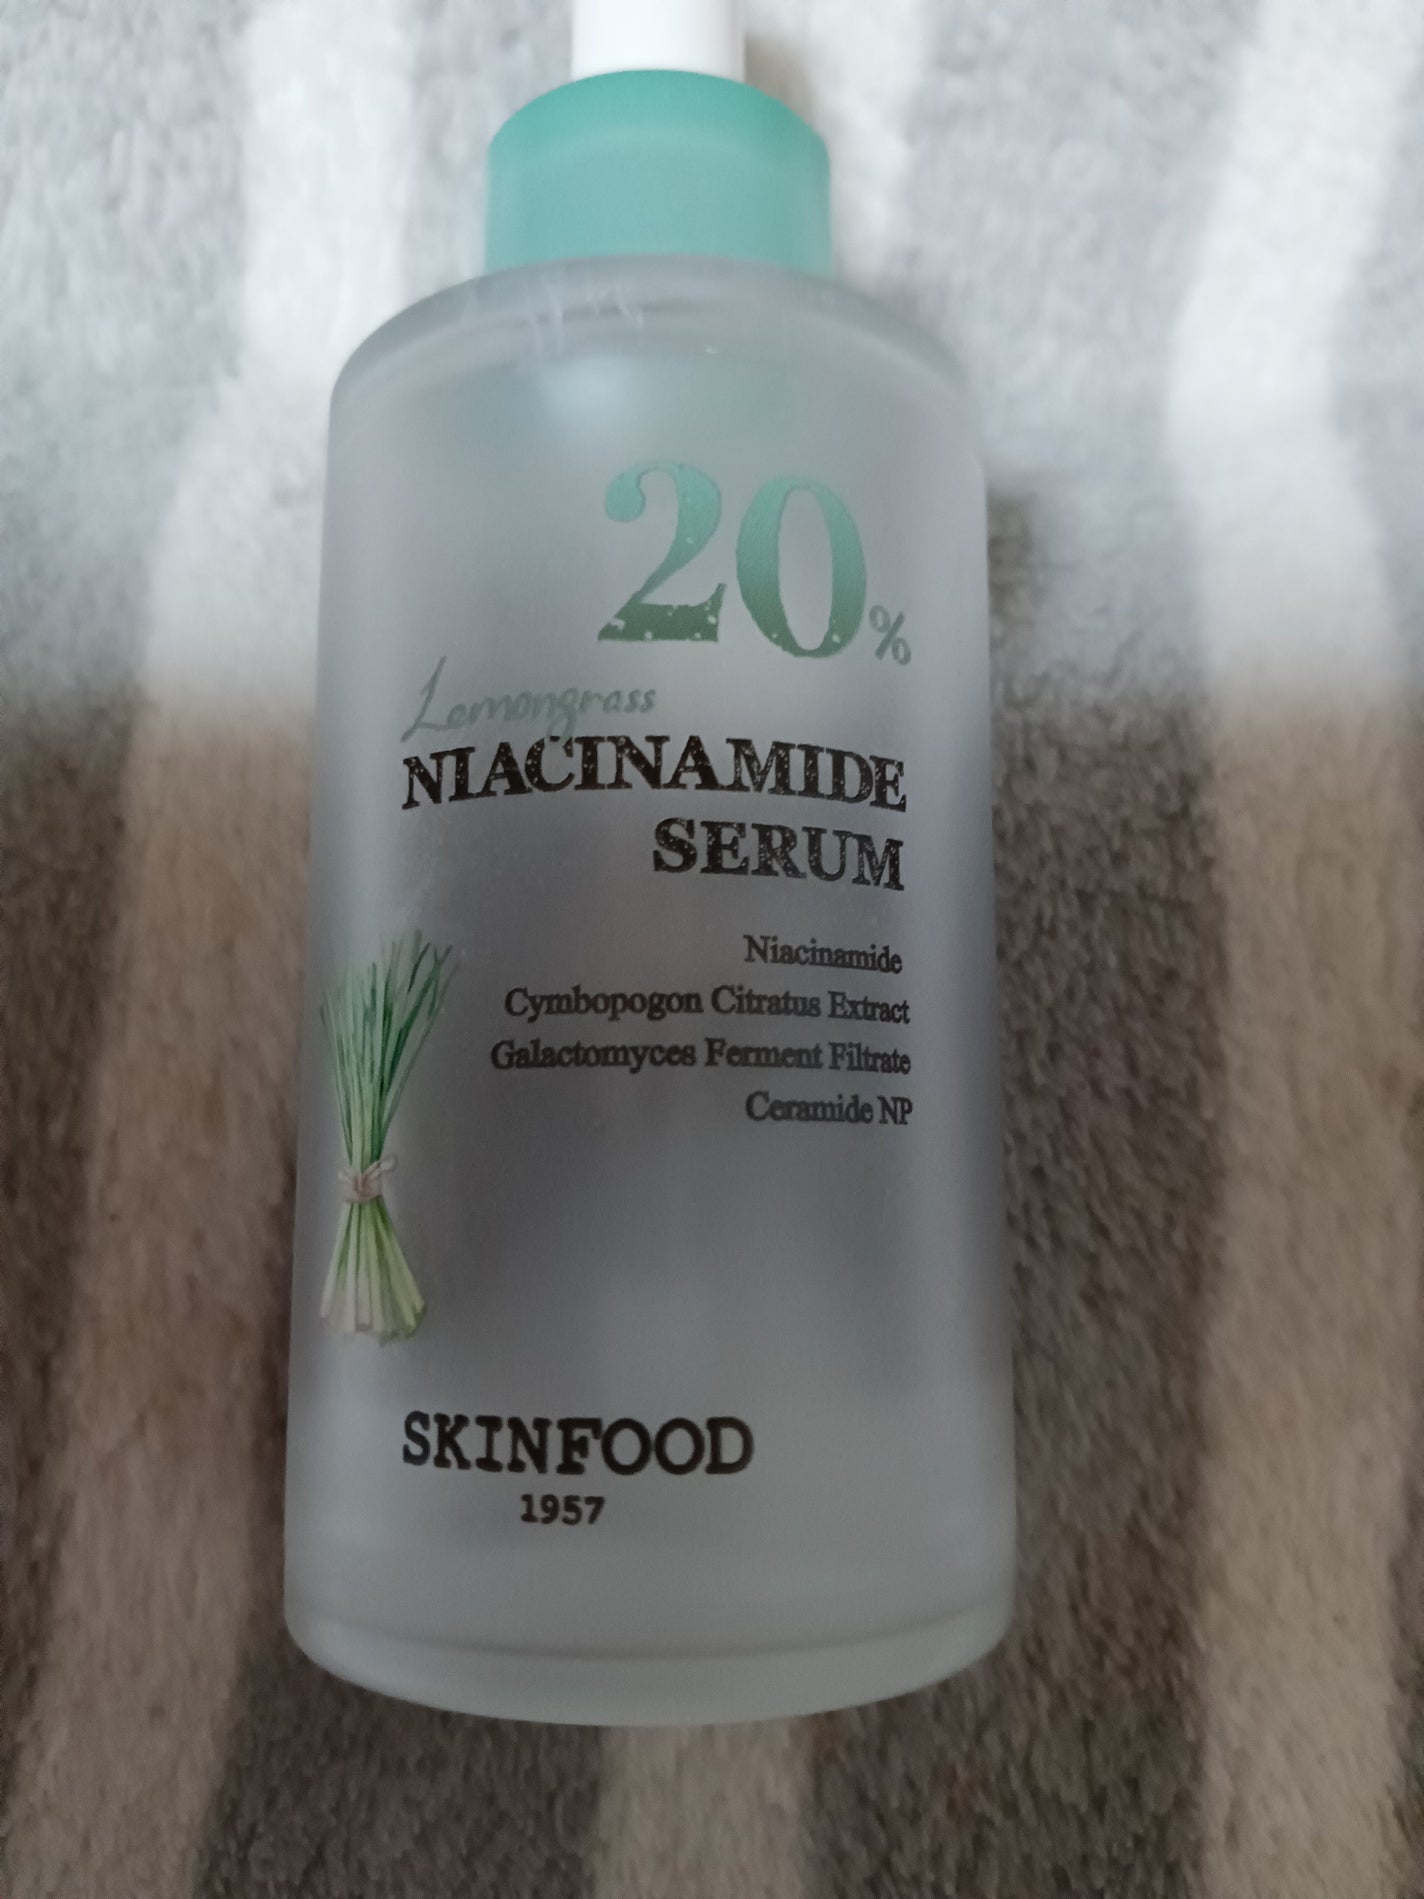 20%
Lemongrass
NIACINAMIDE
SERUM
Niacinamide
Cymbopogon Citratus Extract
Galactomyces Ferment Filtrate
Ceramide NP
SKINFOOD
1957